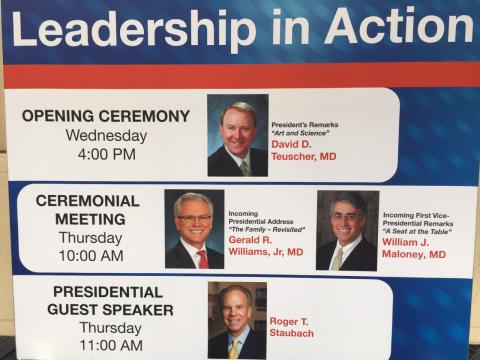 Leadership in Action
OPENING CEREMONY
Wednesday
4:00 PM
President's Remarks
"Art and Science"
David D.
Teuscher, MD
CEREMONIAL
MEETING
Thursday
10:00 AM
Incoming
Presidential Address
"The Family – Revisited"
Gerald R.
Williams, Jr, MD
Incoming First Vice-
Presidential Remarks
"A Seat at the Table"
William J.
Maloney, MD
PRESIDENTIAL
GUEST SPEAKER
Thursday
11:00 AM
Roger T.
Staubach